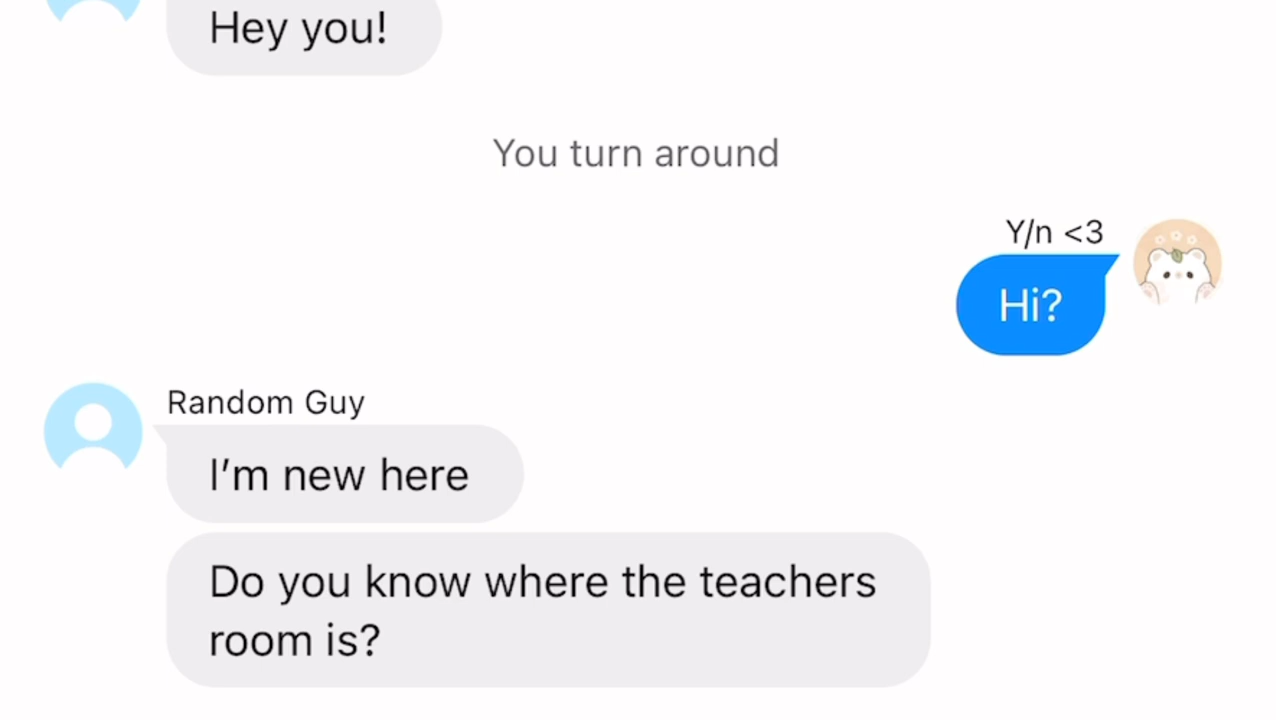 Hey you!
You turn around
Y/n <3
Hi?
Random Guy
I’m new here
Do you know where the teachers
room is?